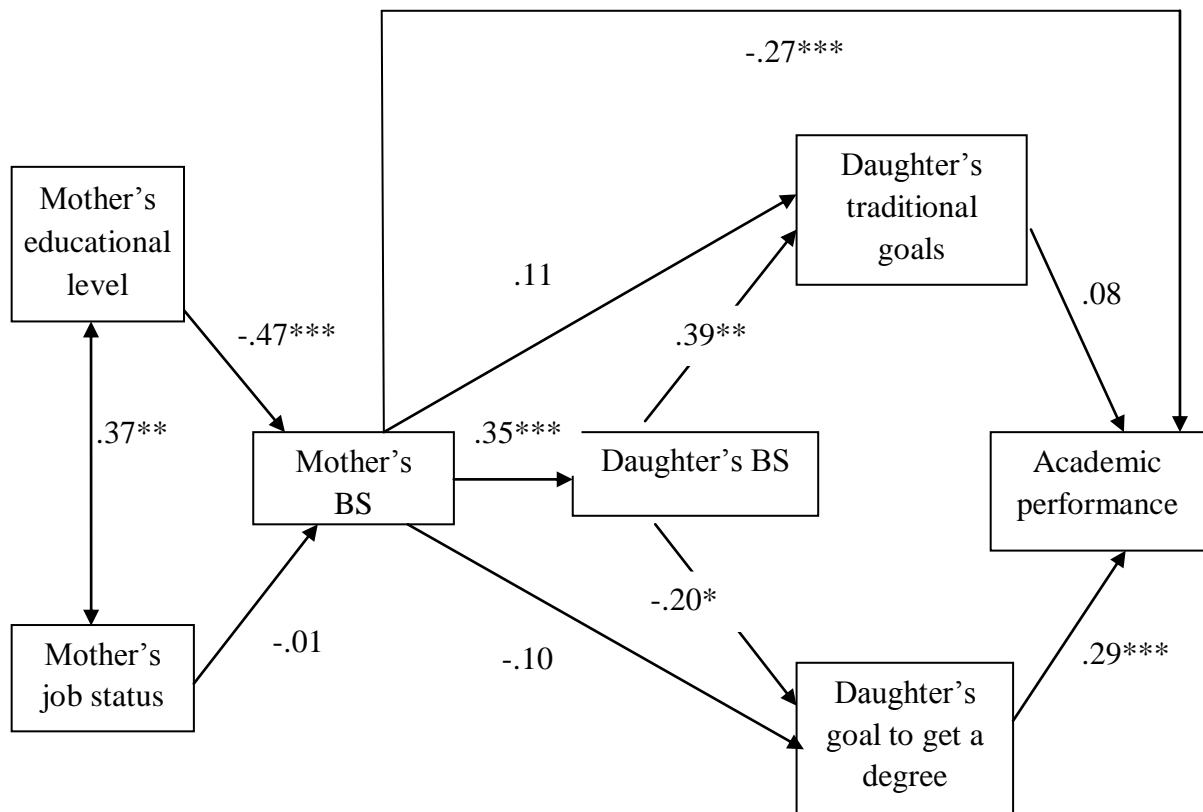 -.27***
Daughter’s
traditional
goals
Mother’s
educational
level
.11
.08
-.47***
.39**
.37**
.35***
Mother’s
BS
Daughter’s BS
Academic
performance
-.20*
-.01
-.10
.29***
Mother’s
job status
Daughter’s
goal to get a
degree